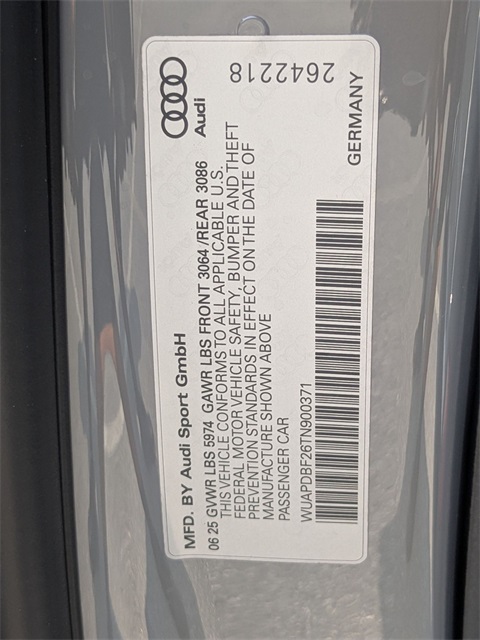 MFD. BY Audi Sport GmbH
Audi
06 25 GVWR LBS 5974 GAWR LBS FRONT 3064 /REAR 3086
THIS VEHICLE CONFORMS TO ALL APPLICABLE U.S.
FEDERAL MOTOR VEHICLE SAFETY, BUMPER AND THEFT
PREVENTION STANDARDS IN EFFECT ON THE DATE OF
MANUFACTURE SHOWN ABOVE
PASSENGER CAR
WUAPDBF26TN900371
2642218
GERMANY